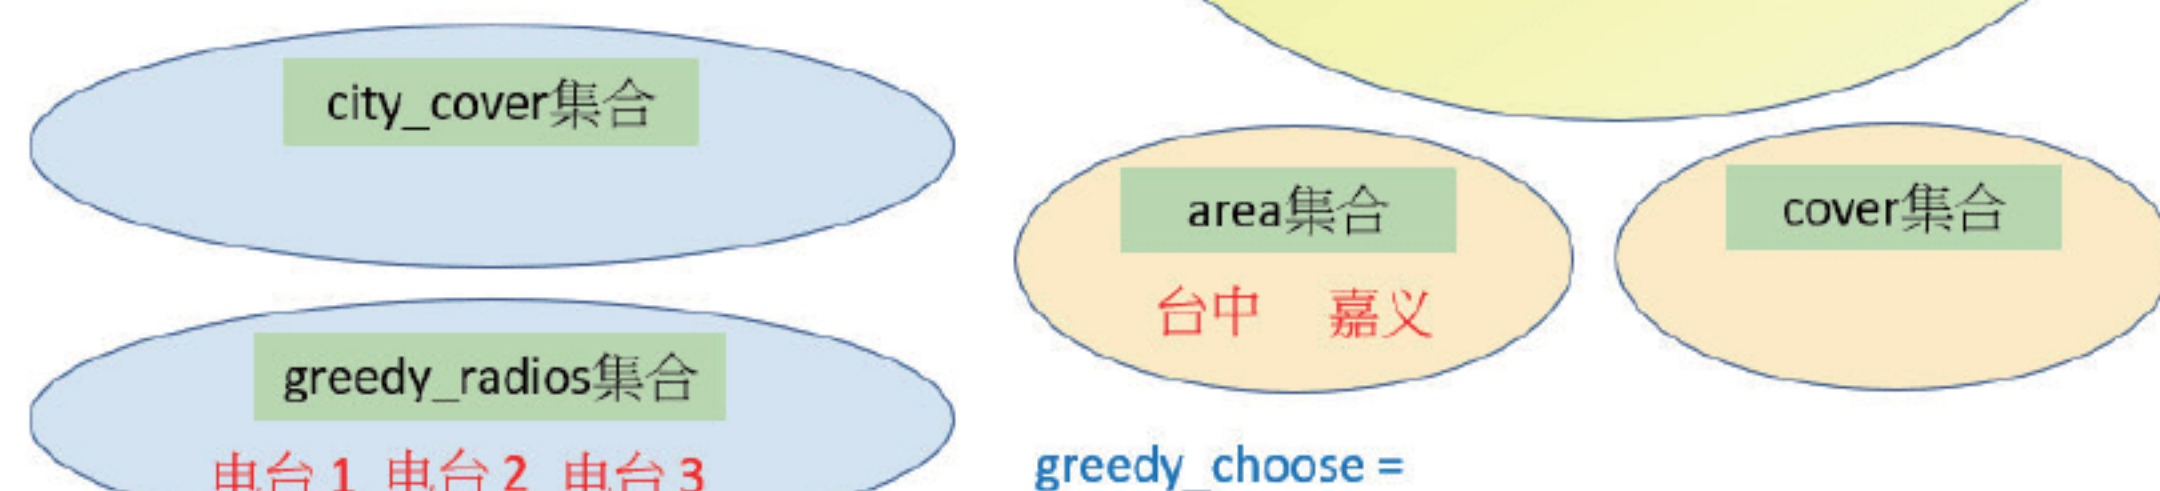 city_cover集合
area集合
cover集合
台中 嘉义
greedy_radios集合
电台1 电台2 电台3
greedy_choose =